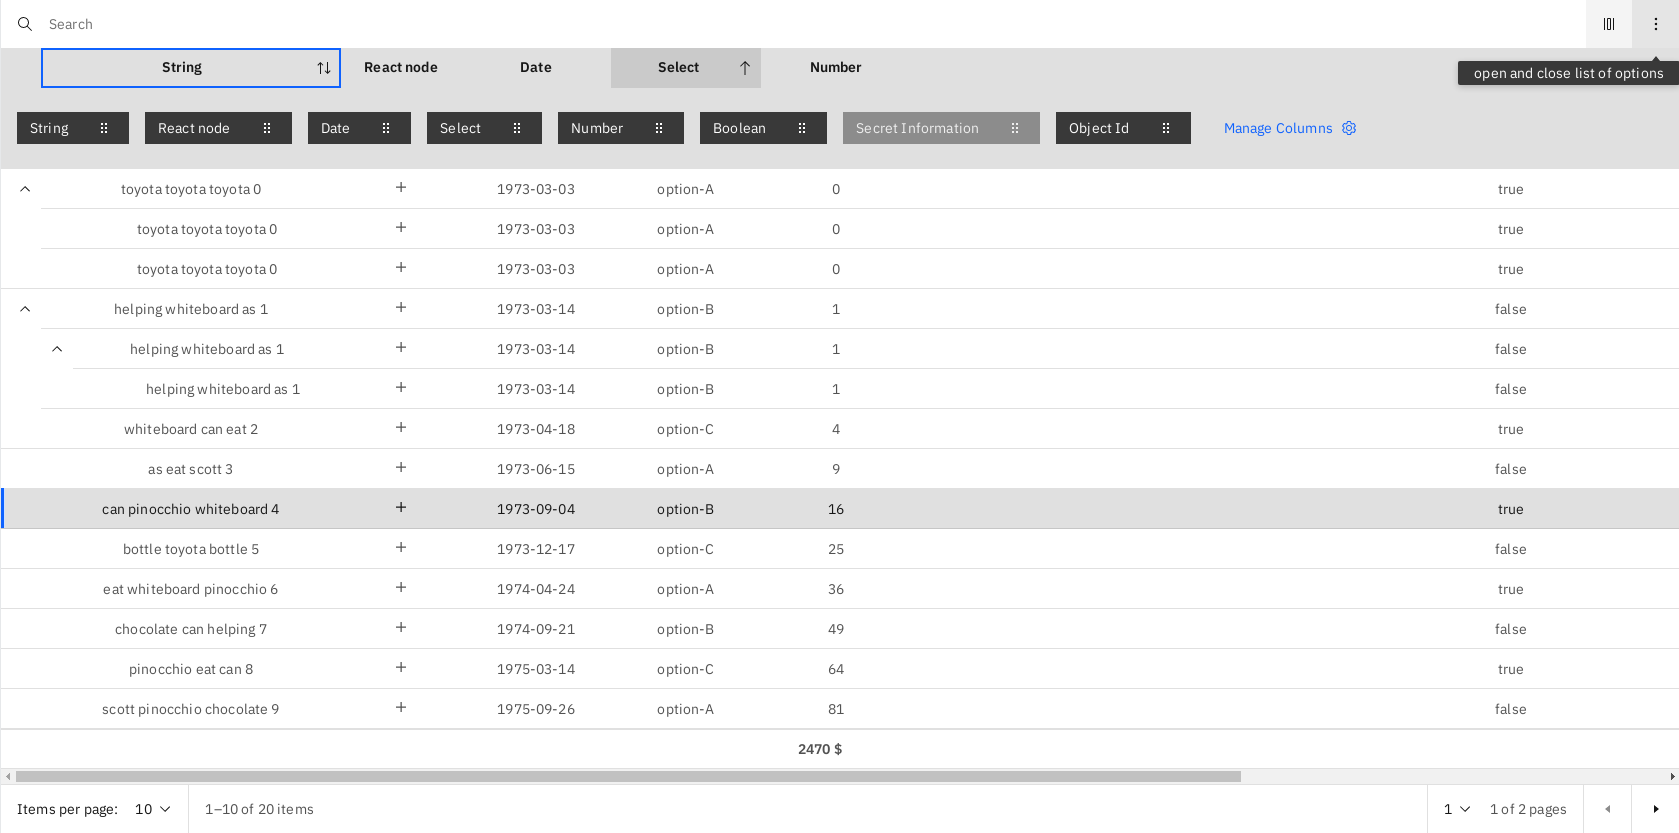 Search
String React node Date Select Number
open and close list of options
String React node Date Select Number Boolean Secret Information Object Id Manage Columns
toyota toyota toyota 0 1973-03-03 option-A 0 true
toyota toyota toyota 0 1973-03-03 option-A 0 true
toyota toyota toyota 0 1973-03-03 option-A 0 true
helping whiteboard as 1 1973-03-14 option-B 1 false
helping whiteboard as 1 1973-03-14 option-B 1 false
helping whiteboard as 1 1973-03-14 option-B 1 false
whiteboard can eat 2 1973-04-18 option-C 4 true
as eat scott 3 1973-06-15 option-A 9 false
can pinocchio whiteboard 4 1973-09-04 option-B 16 true
bottle toyota bottle 5 1973-12-17 option-C 25 false
eat whiteboard pinocchio 6 1974-04-24 option-A 36 true
chocolate can helping 7 1974-09-21 option-B 49 false
pinocchio eat can 8 1975-03-14 option-C 64 true
scott pinocchio chocolate 9 1975-09-26 option-A 81 false
2470 $
Items per page: 10 1–10 of 20 items 1 1 of 2 pages